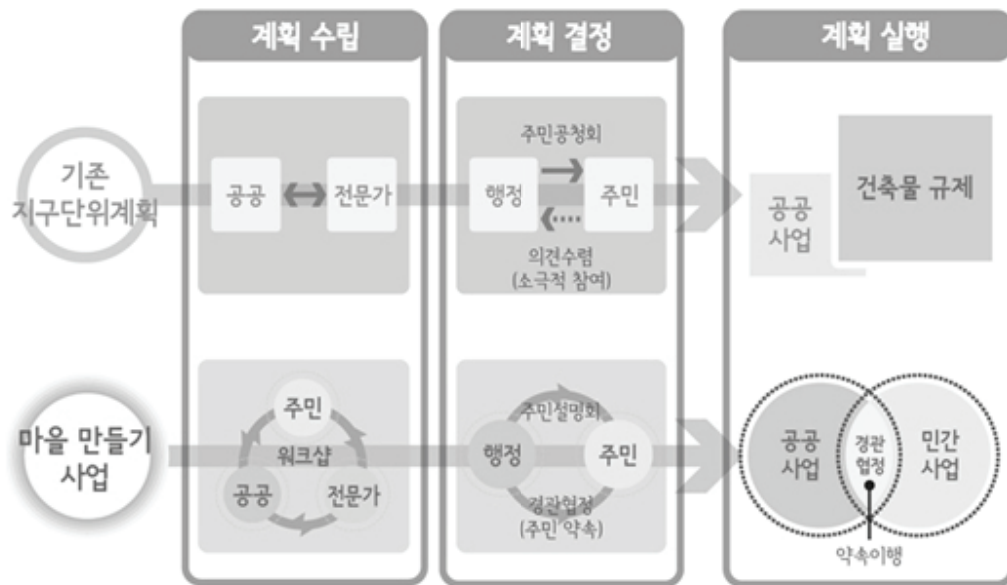 계획 수립
계획 결정
계획 실행
기존
지구단위계획
공공
전문가
주민공청회
행정
주민
의견수렴
(소극적 참여)
공공
사업
건축물 규제
마을 만들기
사업
주민
워크샵
공공
전문가
주민설명회
행정
주민
경관협정
(주민 약속)
공공
사업
경관
협정
민간
사업
약속이행